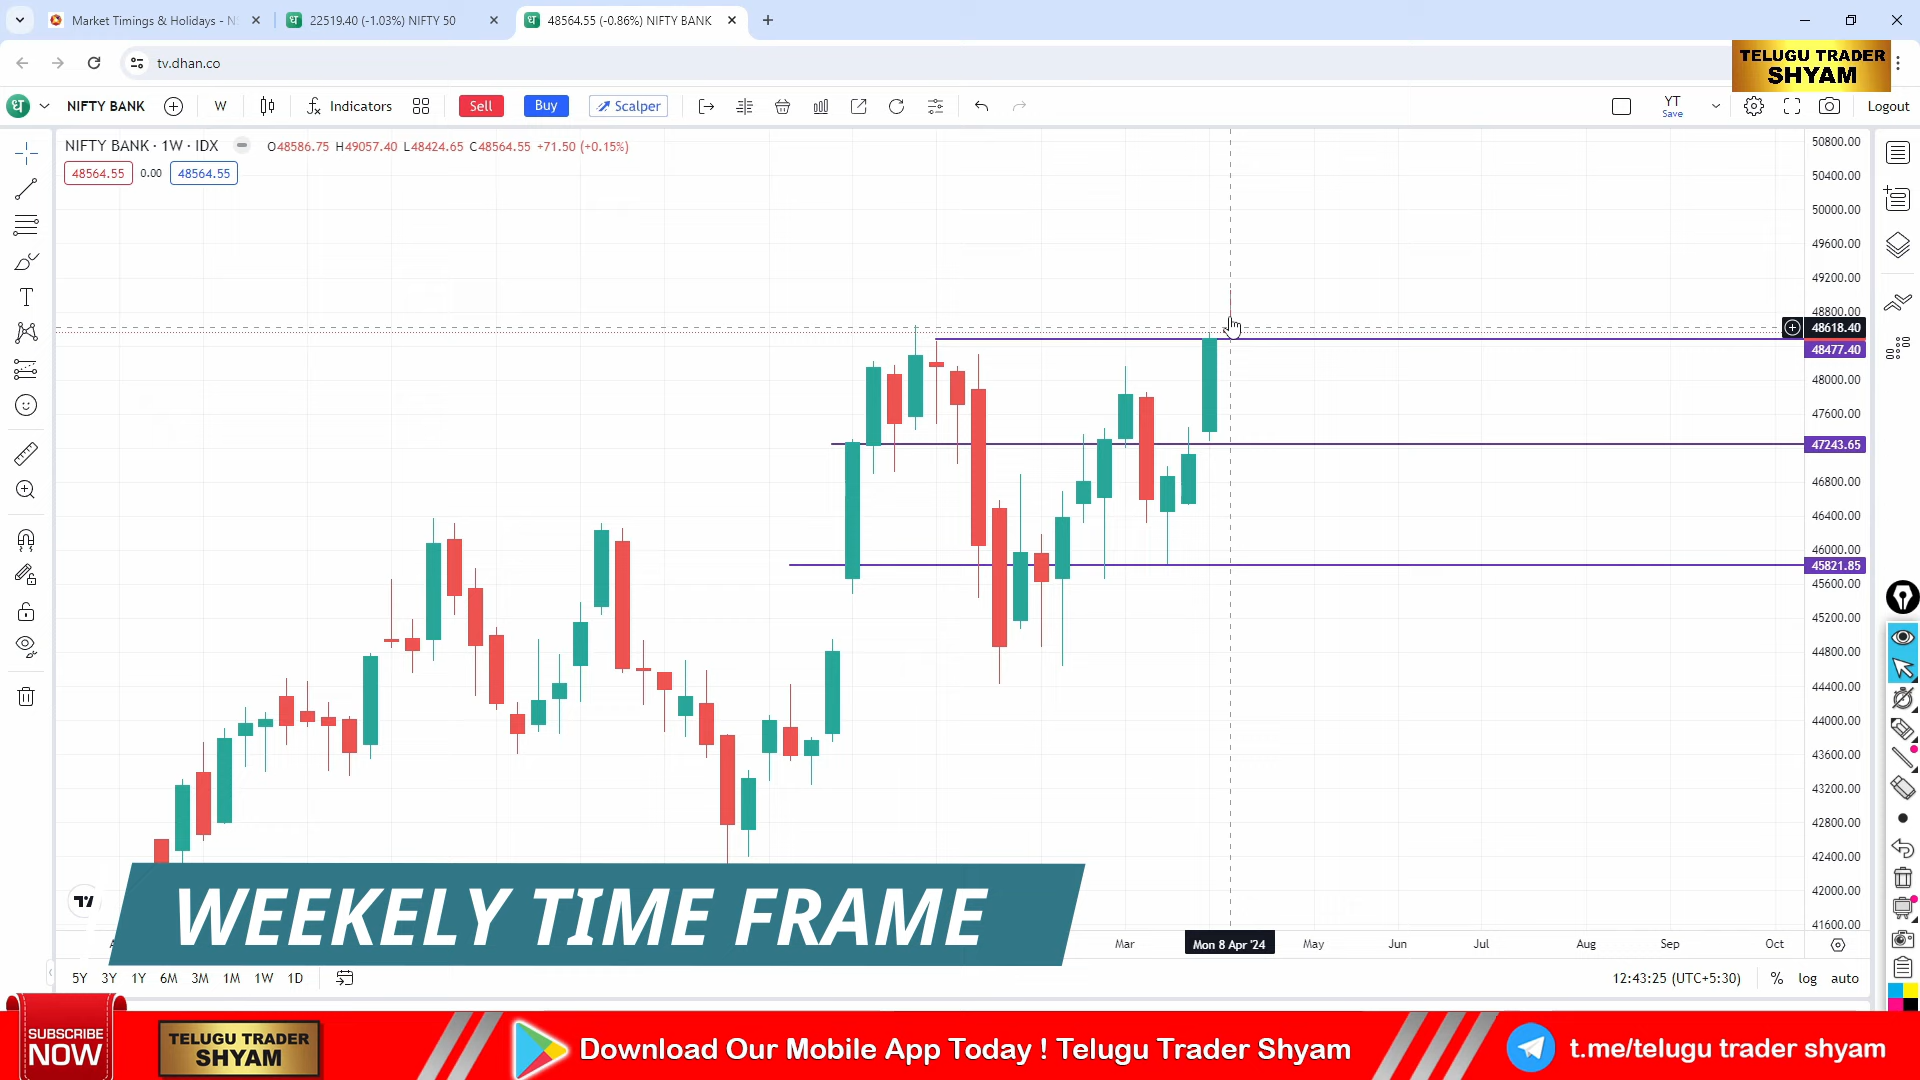 Market Timings & Holidays - N
22519.40 (-1.03%) NIFTY 50
48564.55 (-0.86%) NIFTY BANK
tv.dhan.co
TELUGU TRADER
SHYAM
NIFTY BANK
W
Indicators
Sell
Buy
Scalper
YT
Save
Logout
NIFTY BANK · 1W · IDX
O48586.75 H49057.40 L48424.65 C48564.55 +71.50 (+0.15%)
48564.55
0.00
48564.55
50800.00
50400.00
50000.00
49600.00
49200.00
48800.00
48618.40
48477.40
48000.00
47600.00
47243.65
46800.00
46400.00
46000.00
45821.85
45600.00
45200.00
44800.00
44400.00
44000.00
43600.00
43200.00
42800.00
42400.00
42000.00
41600.00
WEEKELY TIME FRAME
Mar
Mon 8 Apr '24
May
Jun
Jul
Aug
Sep
Oct
5Y 3Y 1Y 6M 3M 1M 1W 1D
12:43:25 (UTC+5:30)
% log auto
SUBSCRIBE
NOW
TELUGU TRADER
SHYAM
Download Our Mobile App Today ! Telugu Trader Shyam
t.me/telugu trader shyam